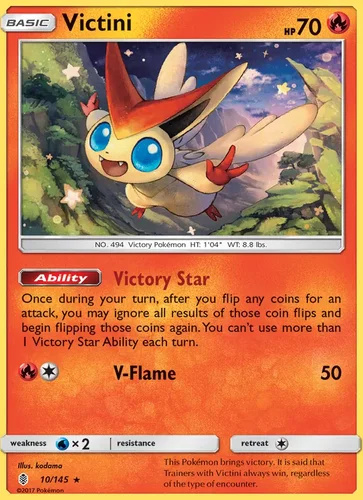 BASIC Victini HP70
NO. 494 Victory Pokémon HT: 1'04" WT: 8.8 lbs.
Ability Victory Star
Once during your turn, after you flip any coins for an
attack, you may ignore all results of those coin flips and
begin flipping those coins again. You can't use more than
1 Victory Star Ability each turn.
V-Flame 50
weakness ×2 resistance retreat
Illus. kodama
10/145 ★
©2017 Pokémon
This Pokémon brings victory. It is said that
Trainers with Victini always win, regardless of
the type of encounter.